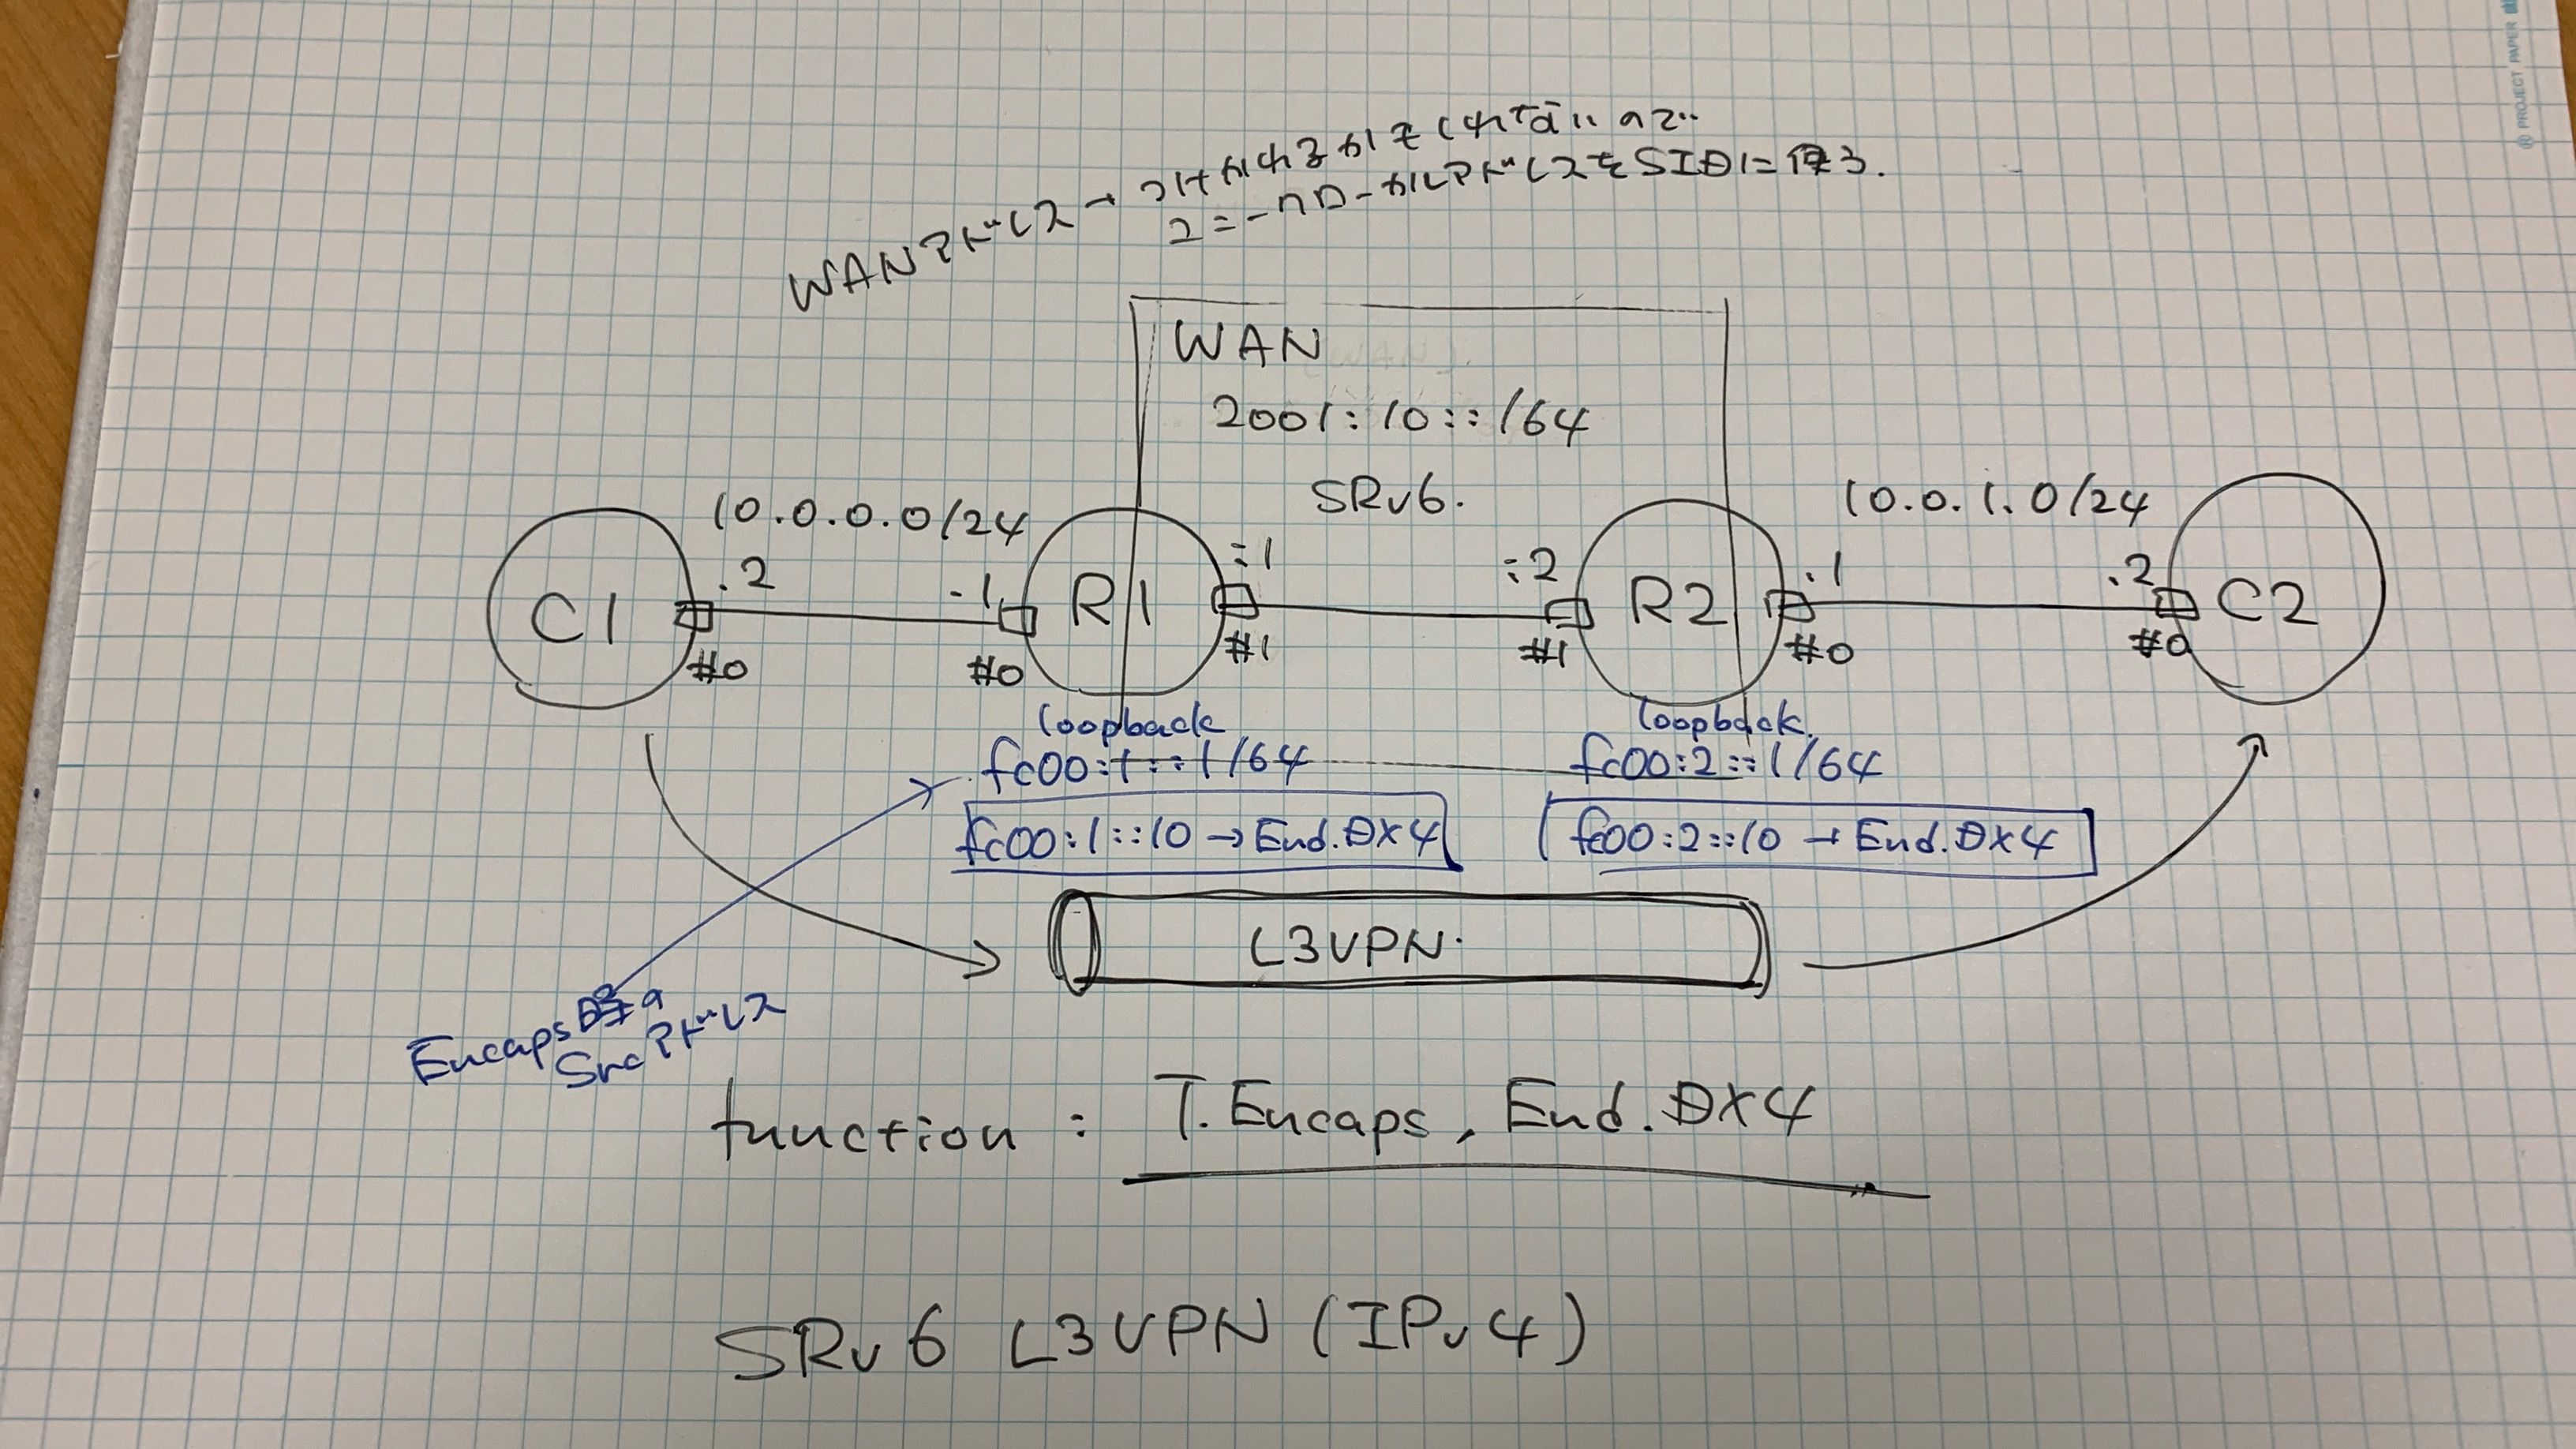 PROJECT PAPER
WANアドレス → つけかわるかもしれないので
ユニークローカルアドレスをSIDに使う.
WAN
2001:10::/64
SRv6.
10.0.0.0/24
10.0.1.0/24
C1
.2
#0
.1
#0
R1
:1
#1
:2
#1
R2
.1
#0
.2
#0
C2
loopback
fc00:1::1/64
fc00:1::10 → End.DX4
loopback
fc00:2::1/64
fc00:2::10 → End.DX4
L3VPN.
Encaps時の
Srcアドレス
function : T.Encaps, End.DX4
SRv6 L3VPN (IPv4)